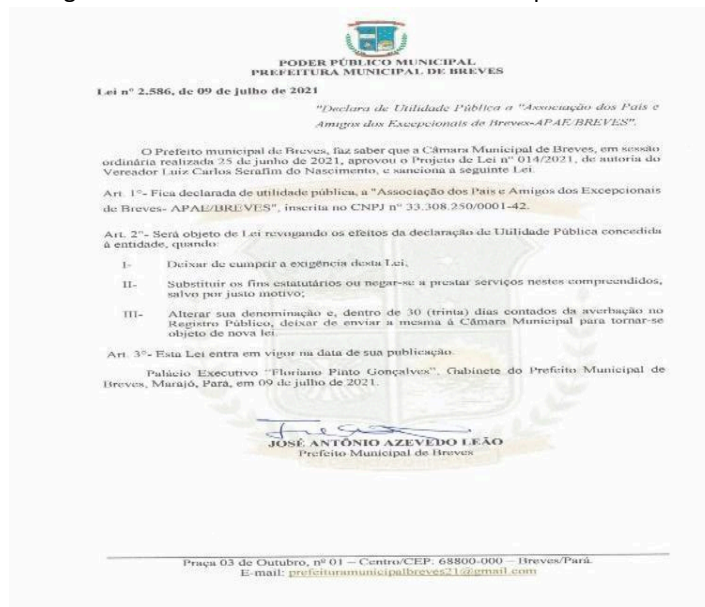 PODER PÚBLICO MUNICIPAL
PREFEITURA MUNICIPAL DE BREVES
Lei nº 2.586, de 09 de julho de 2021
"Declara de Utilidade Pública a "Associação dos Pais e
Amigos dos Excepcionais de Breves-APAE/BREVES".
O Prefeito municipal de Breves, faz saber que a Câmara Municipal de Breves, em sessão
ordinária realizada 25 de junho de 2021, aprovou o Projeto de Lei nº 014/2021, de autoria do
Vereador Luiz Carlos Serafim do Nascimento, e sanciona a seguinte Lei.
Art. 1º- Fica declarada de utilidade pública, a "Associação dos Pais e Amigos dos Excepcionais
de Breves- APAE/BREVES", inscrita no CNPJ nº 33.308.250/0001-42.
Art. 2º- Será objeto de Lei revogando os efeitos da declaração de Utilidade Pública concedida
à entidade, quando:
I- Deixar de cumprir a exigência desta Lei,
II- Substituir os fins estatutários ou negar-se a prestar serviços nestes compreendidos,
salvo por justo motivo;
III- Alterar sua denominação e, dentro de 30 (trinta) dias contados da averbação no
Registro Público, deixar de enviar a mesma à Câmara Municipal para tornar-se
objeto de nova lei.
Art. 3º- Esta Lei entra em vigor na data de sua publicação.
Palácio Executivo "Floriano Pinto Gonçalves", Gabinete do Prefeito Municipal de
Breves, Marajó, Pará, em 09 de julho de 2021.
JOSÉ ANTÔNIO AZEVEDO LEÃO
Prefeito Municipal de Breves
Praça 03 de Outubro, nº 01 – Centro/CEP: 68800-000 – Breves/Pará.
E-mail: prefeituramunicipalbreves21@gmail.com